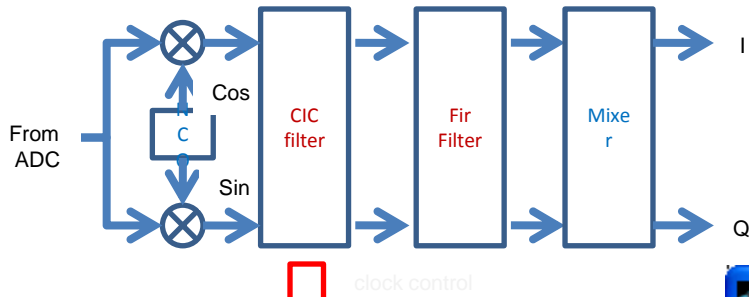 I
Cos
From
ADC
N
C
O
CIC
filter
Fir
Filter
Mixe
r
Sin
Q
clock control